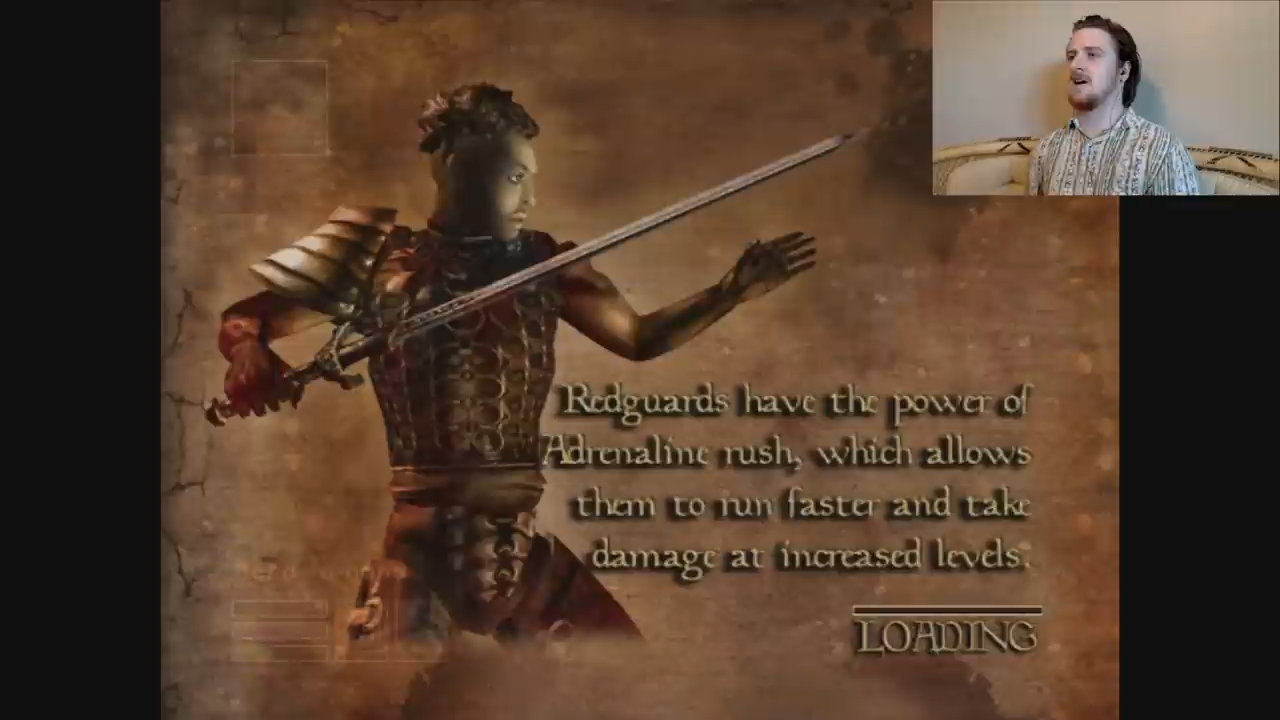 Redguards have the power of
Adrenaline rush, which allows
them to run faster and take
damage at increased levels.
LOADING